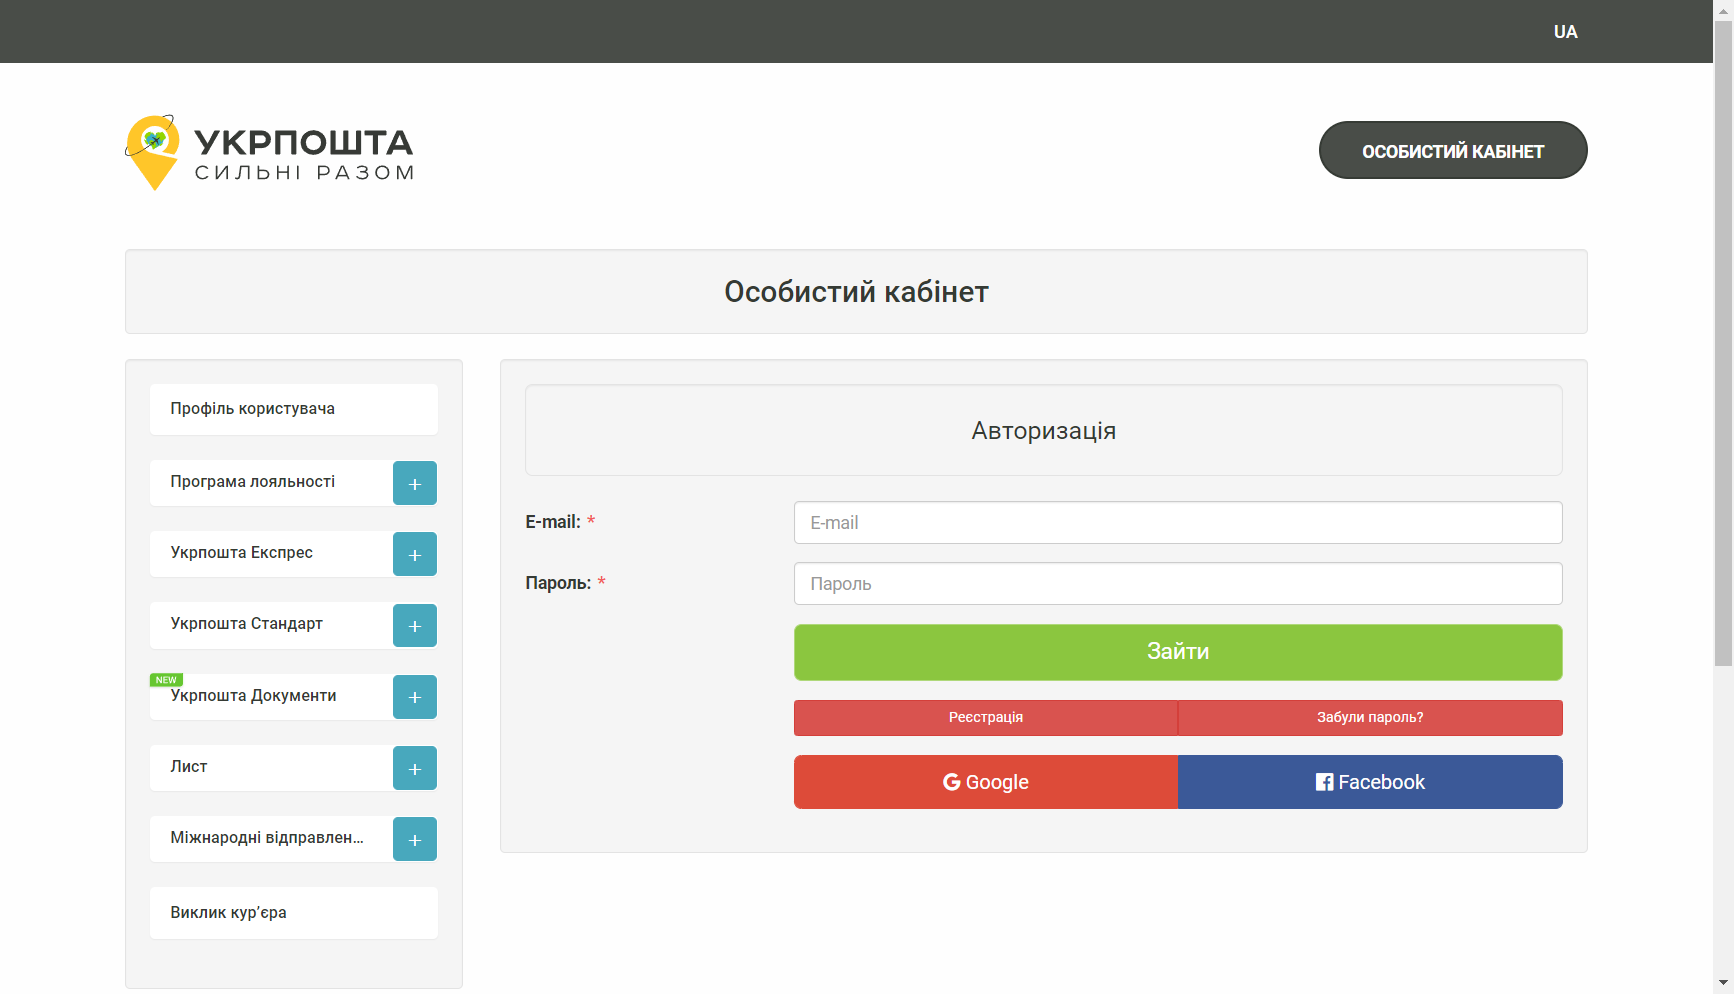 UA
УКРПОШТА
СИЛЬНІ РАЗОМ
ОСОБИСТИЙ КАБІНЕТ
Особистий кабінет
Профіль користувача
Програма лояльності
+
Укрпошта Експрес
+
Укрпошта Стандарт
+
NEW
Укрпошта Документи
+
Лист
+
Міжнародні відправлен...
+
Виклик кур’єра
Авторизація
E-mail: *
E-mail
Пароль: *
Пароль
Зайти
Реєстрація
Забули пароль?
Google
Facebook